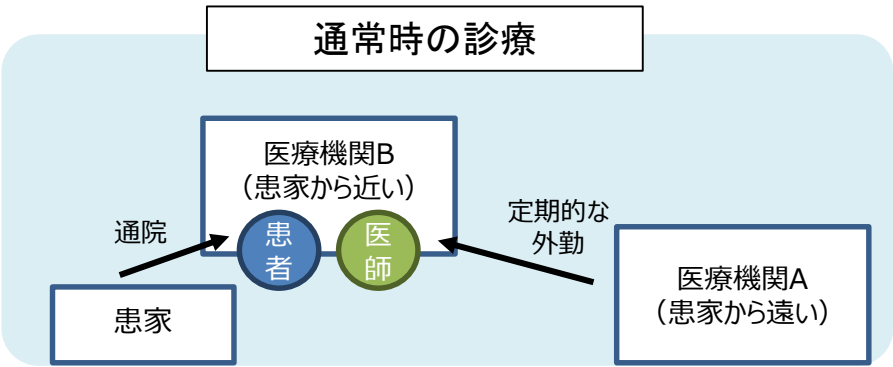 通常時の診療
医療機関B
（患家から近い）
患
者
医
師
通院
定期的な
外勤
患家
医療機関A
（患家から遠い）